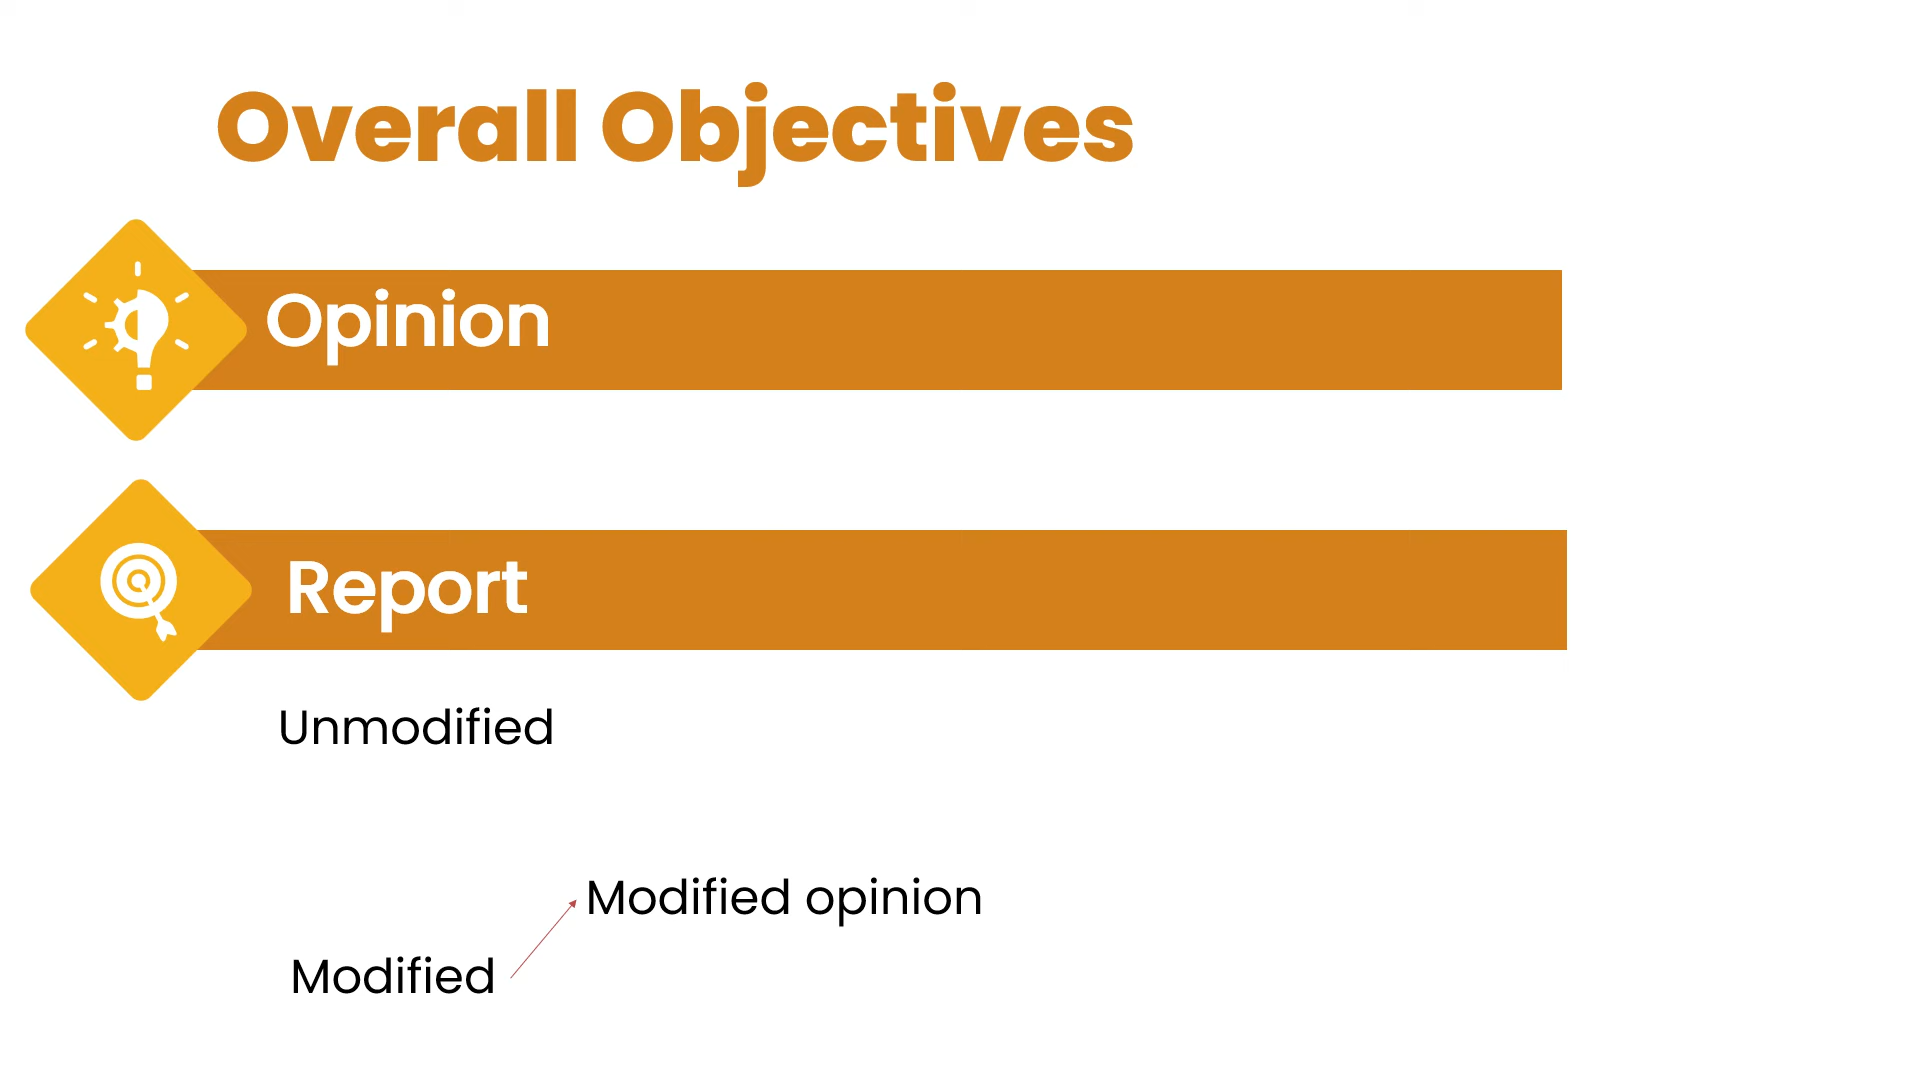 Overall Objectives
Opinion
Report
Unmodified
Modified opinion
Modified